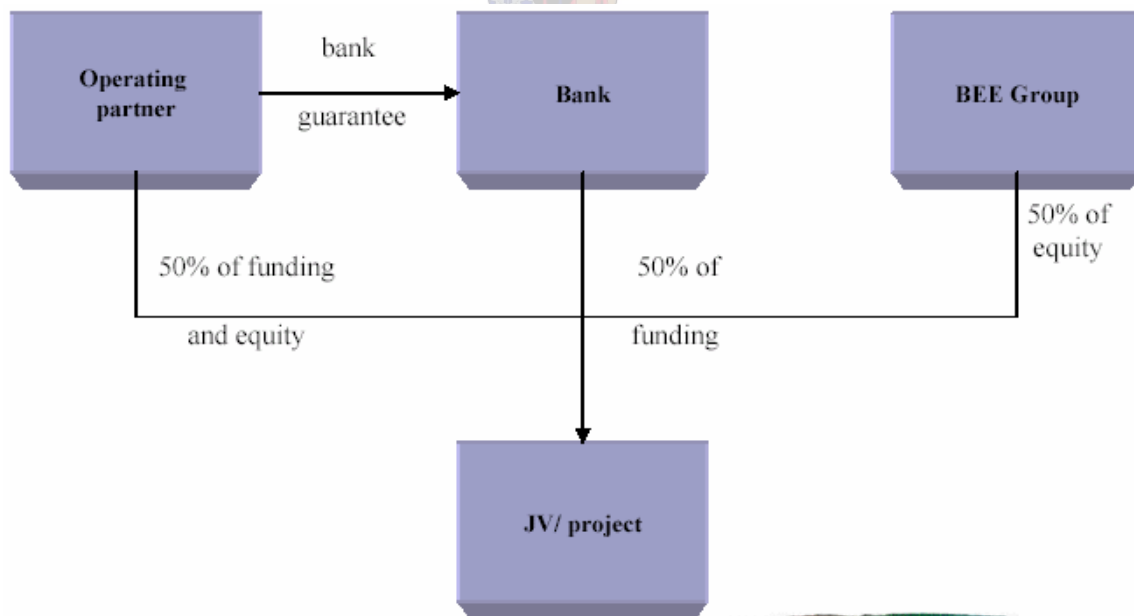 Operating
partner
bank
guarantee
Bank
BEE Group
50% of funding
and equity
50% of
funding
50% of
equity
JV/ project